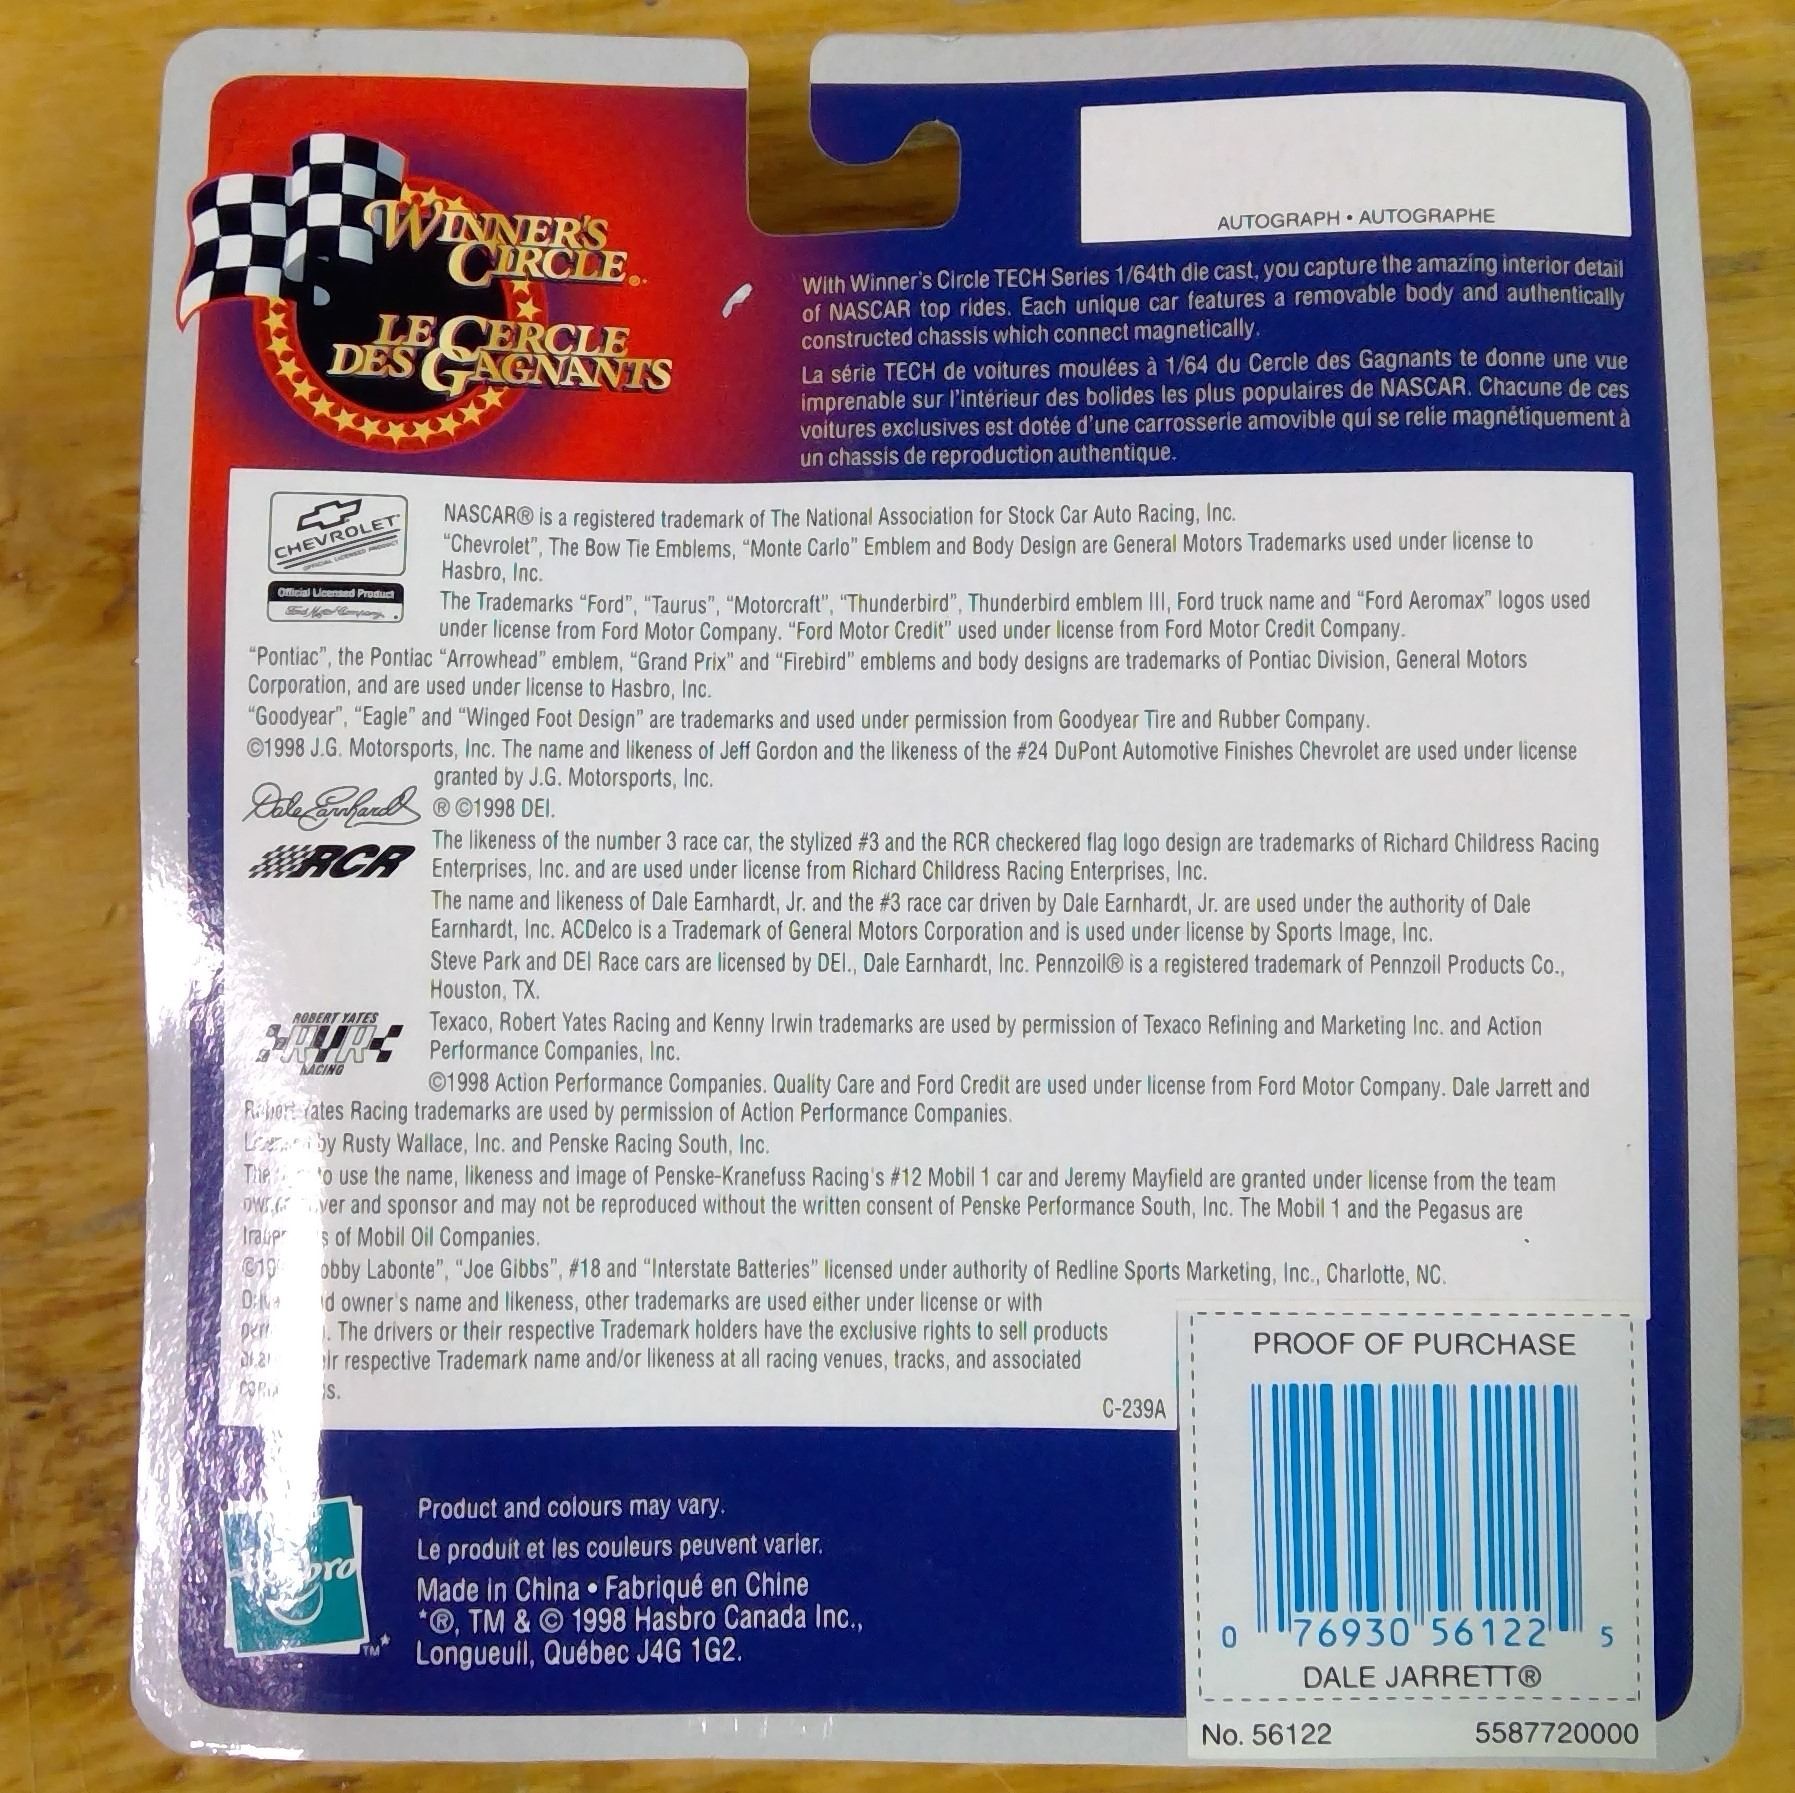 WINNER'S
CIRCLE®
LE CERCLE
DES GAGNANTS
AUTOGRAPH • AUTOGRAPHE
With Winner's Circle TECH Series 1/64th die cast, you capture the amazing interior detail
of NASCAR top rides. Each unique car features a removable body and authentically
constructed chassis which connect magnetically.
La série TECH de voitures moulées à 1/64 du Cercle des Gagnants te donne une vue
imprenable sur l'intérieur des bolides les plus populaires de NASCAR. Chacune de ces
voitures exclusives est dotée d'une carrosserie amovible qui se relie magnétiquement à
un chassis de reproduction authentique.
CHEVROLET
OFFICIAL LICENSED PRODUCT
Official Licensed Product
Ford Motor Company
NASCAR® is a registered trademark of The National Association for Stock Car Auto Racing, Inc.
“Chevrolet”, The Bow Tie Emblems, “Monte Carlo” Emblem and Body Design are General Motors Trademarks used under license to
Hasbro, Inc.
The Trademarks “Ford”, “Taurus”, “Motorcraft”, “Thunderbird”, Thunderbird emblem III, Ford truck name and “Ford Aeromax” logos used
under license from Ford Motor Company. “Ford Motor Credit” used under license from Ford Motor Credit Company.
“Pontiac”, the Pontiac “Arrowhead” emblem, “Grand Prix” and “Firebird” emblems and body designs are trademarks of Pontiac Division, General Motors
Corporation, and are used under license to Hasbro, Inc.
“Goodyear”, “Eagle” and “Winged Foot Design” are trademarks and used under permission from Goodyear Tire and Rubber Company.
©1998 J.G. Motorsports, Inc. The name and likeness of Jeff Gordon and the likeness of the #24 DuPont Automotive Finishes Chevrolet are used under license
granted by J.G. Motorsports, Inc.
Dale Earnhardt ® ©1998 DEI.
RCR
The likeness of the number 3 race car, the stylized #3 and the RCR checkered flag logo design are trademarks of Richard Childress Racing
Enterprises, Inc. and are used under license from Richard Childress Racing Enterprises, Inc.
The name and likeness of Dale Earnhardt, Jr. and the #3 race car driven by Dale Earnhardt, Jr. are used under the authority of Dale
Earnhardt, Inc. ACDelco is a Trademark of General Motors Corporation and is used under license by Sports Image, Inc.
Steve Park and DEI Race cars are licensed by DEI., Dale Earnhardt, Inc. Pennzoil® is a registered trademark of Pennzoil Products Co.,
Houston, TX.
ROBERT YATES
RYR
RACING
Texaco, Robert Yates Racing and Kenny Irwin trademarks are used by permission of Texaco Refining and Marketing Inc. and Action
Performance Companies, Inc.
©1998 Action Performance Companies. Quality Care and Ford Credit are used under license from Ford Motor Company. Dale Jarrett and
Robert Yates Racing trademarks are used by permission of Action Performance Companies.
by Rusty Wallace, Inc. and Penske Racing South, Inc.
The to use the name, likeness and image of Penske-Kranefuss Racing's #12 Mobil 1 car and Jeremy Mayfield are granted under license from the team
and sponsor and may not be reproduced without the written consent of Penske Performance South, Inc. The Mobil 1 and the Pegasus are
of Mobil Oil Companies.
Bobby Labonte”, “Joe Gibbs”, #18 and “Interstate Batteries” licensed under authority of Redline Sports Marketing, Inc., Charlotte, NC.
owner's name and likeness, other trademarks are used either under license or with
. The drivers or their respective Trademark holders have the exclusive rights to sell products
respective Trademark name and/or likeness at all racing venues, tracks, and associated
C-239A
Hasbro
TM*
Product and colours may vary.
Le produit et les couleurs peuvent varier.
Made in China • Fabriqué en Chine
*®, TM & © 1998 Hasbro Canada Inc.,
Longueuil, Québec J4G 1G2.
PROOF OF PURCHASE
0 76930 56122 5
DALE JARRETT®
No. 56122 5587720000